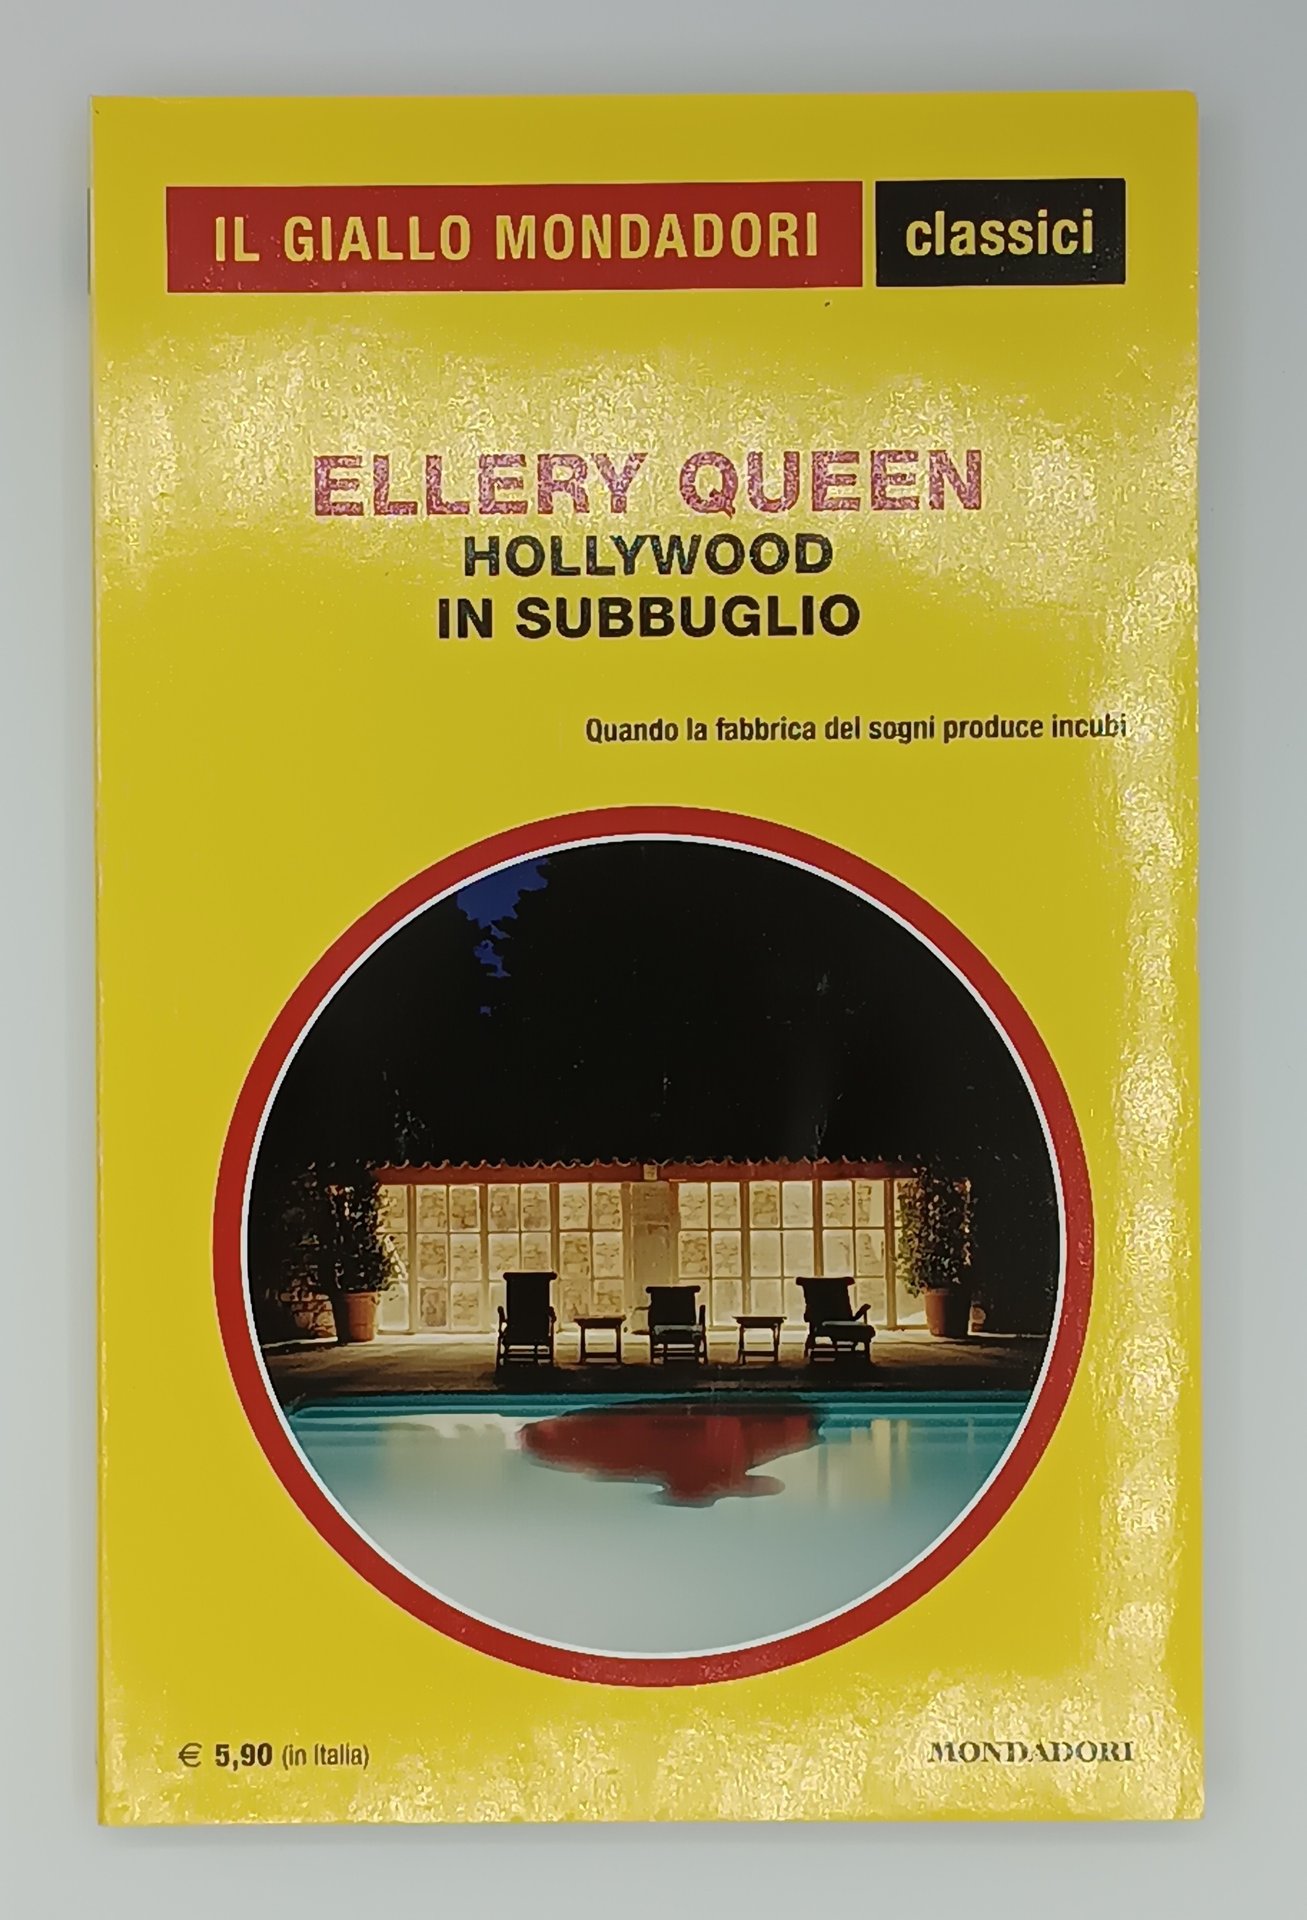 IL GIALLO MONDADORI classici
ELLERY QUEEN
HOLLYWOOD
IN SUBBUGLIO
Quando la fabbrica dei sogni produce incubi
€ 5,90 (in Italia)
MONDADORI